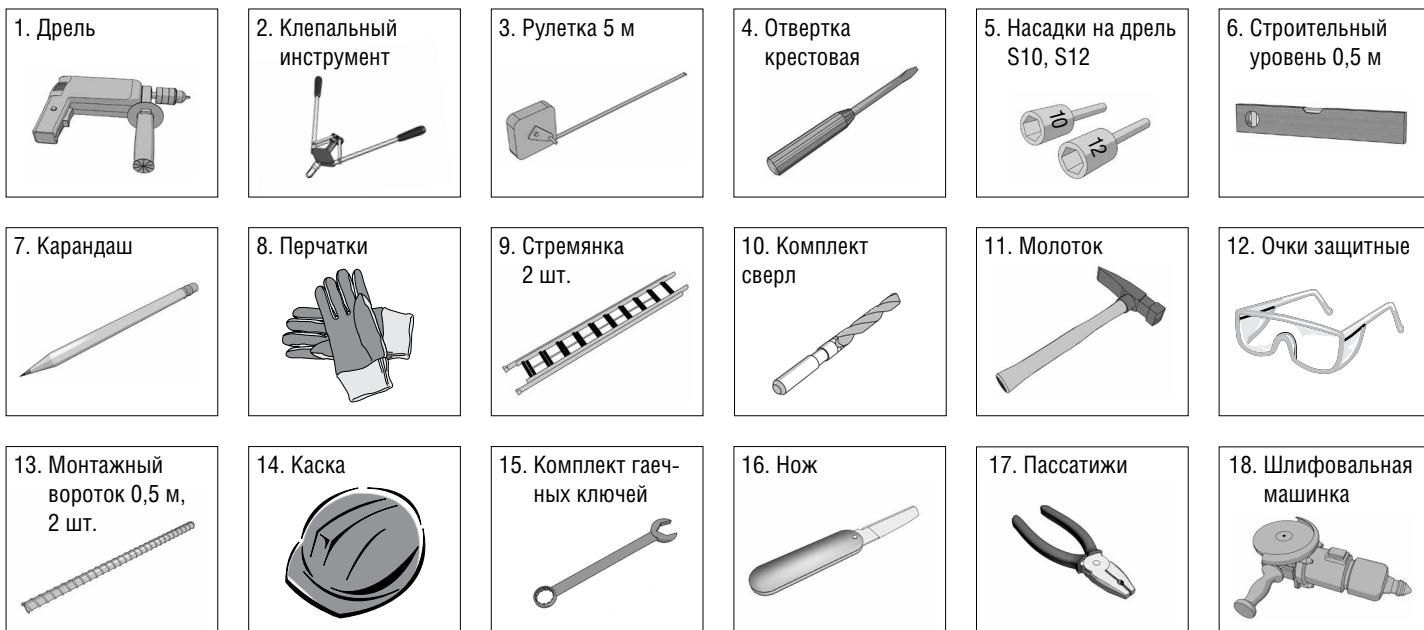 1. Дрель
2. Клепальный
инструмент
3. Рулетка 5 м
4. Отвертка
крестовая
5. Насадки на дрель
S10, S12
10
12
6. Строительный
уровень 0,5 м
7. Карандаш
8. Перчатки
9. Стремянка
2 шт.
10. Комплект
сверл
11. Молоток
12. Очки защитные
13. Монтажный
вороток 0,5 м,
2 шт.
14. Каска
15. Комплект гаеч-
ных ключей
16. Нож
17. Пассатижи
18. Шлифовальная
машинка